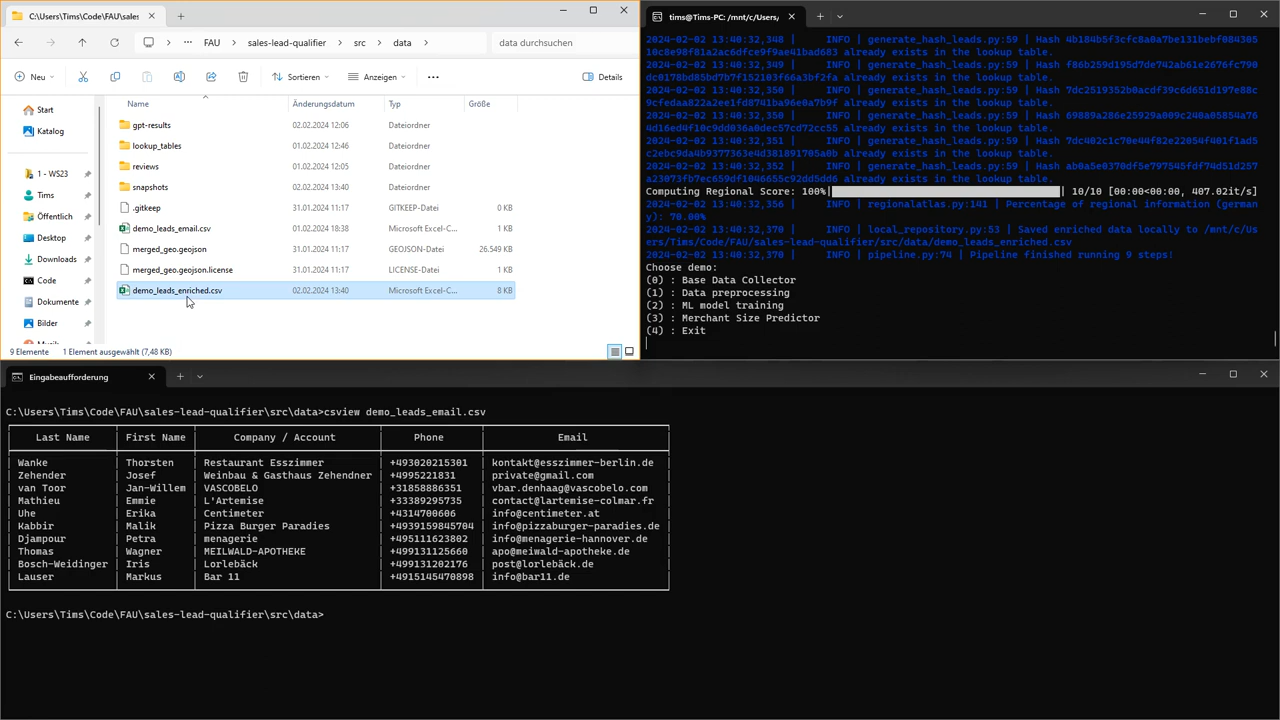 C:\Users\Tims\Code\FAU\sales
FAU > sales-lead-qualifier > src > data >
data durchsuchen
Neu
Sortieren
Anzeigen
Details
Start
Katalog
1 - WS23
Tims
Öffentlich
Desktop
Downloads
Code
Dokumente
Bilder
Name Änderungsdatum Typ Größe
gpt-results 02.02.2024 12:06 Dateiordner
lookup_tables 01.02.2024 12:46 Dateiordner
reviews 02.02.2024 12:05 Dateiordner
snapshots 02.02.2024 13:40 Dateiordner
.gitkeep 31.01.2024 11:17 GITKEEP-Datei 0 KB
demo_leads_email.csv 01.02.2024 18:38 Microsoft Excel-C... 1 KB
merged_geo.geojson 31.01.2024 11:17 GEOJSON-Datei 26.549 KB
merged_geo.geojson.license 31.01.2024 11:17 LICENSE-Datei 1 KB
demo_leads_enriched.csv 02.02.2024 13:40 Microsoft Excel-C... 8 KB
9 Elemente 1 Element ausgewählt (7,48 KB)
tims@Tims-PC: /mnt/c/Users/
2024-02-02 13:40:32,348 | INFO | generate_hash_leads.py:59 | Hash 4b184b5f3cfc8a0a7be131bebf084305
10c8e98f81a2ac6dfce9f9ae41bad683 already exists in the lookup table.
2024-02-02 13:40:32,349 | INFO | generate_hash_leads.py:59 | Hash f86b259d195d7de742ab61e2676fc790
dc0178bd85bd7b7f152103f66a3bf2fa already exists in the lookup table.
2024-02-02 13:40:32,350 | INFO | generate_hash_leads.py:59 | Hash 7dc2519352b0acdf39c6d651d197e88c
9cfedaa822a2ee1fd8741ba96e0a7b9f already exists in the lookup table.
2024-02-02 13:40:32,350 | INFO | generate_hash_leads.py:59 | Hash 69889a286e25929a009c240a05854a76
4d16ed4f10c9dd036a0dec57cd72cc55 already exists in the lookup table.
2024-02-02 13:40:32,351 | INFO | generate_hash_leads.py:59 | Hash 7dc402c1c70e44f82e22054f401f1ad5
c2ebc9da4b9377363e4d381891705a0b already exists in the lookup table.
2024-02-02 13:40:32,352 | INFO | generate_hash_leads.py:59 | Hash ab0a5e0370df5e797545fdf74d51d257
a23073fb7ec659df1046655c92dd5dd6 already exists in the lookup table.
Computing Regional Score: 100%| | 10/10 [00:00<00:00, 407.02it/s]
2024-02-02 13:40:32,356 | INFO | regionalatlas.py:141 | Percentage of regional information (german
y): 70.00%
2024-02-02 13:40:32,370 | INFO | local_repository.py:53 | Saved enriched data locally to /mnt/c/Us
ers/Tims/Code/FAU/sales-lead-qualifier/src/data/demo_leads_enriched.csv
2024-02-02 13:40:32,370 | INFO | pipeline.py:74 | Pipeline finished running 9 steps!
Choose demo:
(0) : Base Data Collector
(1) : Data preprocessing
(2) : ML model training
(3) : Merchant Size Predictor
(4) : Exit
Eingabeaufforderung
C:\Users\Tims\Code\FAU\sales-lead-qualifier\src\data>csview demo_leads_email.csv
Last Name First Name Company / Account Phone Email
Wanke Thorsten Restaurant Esszimmer +493020215301 kontakt@esszimmer-berlin.de
Zehender Josef Weinbau & Gasthaus Zehendner +4995221831 private@gmail.com
van Toor Jan-Willem VASCOBELO +31858886351 vbar.denhaag@vascobelo.com
Mathieu Emmie L'Artemise +33389295735 contact@lartemise-colmar.fr
Uhe Erika Centimeter +4314700606 info@centimeter.at
Kabbir Malik Pizza Burger Paradies +4939159845704 info@pizzaburger-paradies.de
Djampour Petra menagerie +495111623802 info@menagerie-hannover.de
Thomas Wagner MEILWALD-APOTHEKE +499131125660 apo@meiwald-apotheke.de
Bosch-Weidinger Iris Lorlebäck +499131202176 post@lorlebäck.de
Lauser Markus Bar 11 +4915145470898 info@bar11.de
C:\Users\Tims\Code\FAU\sales-lead-qualifier\src\data>